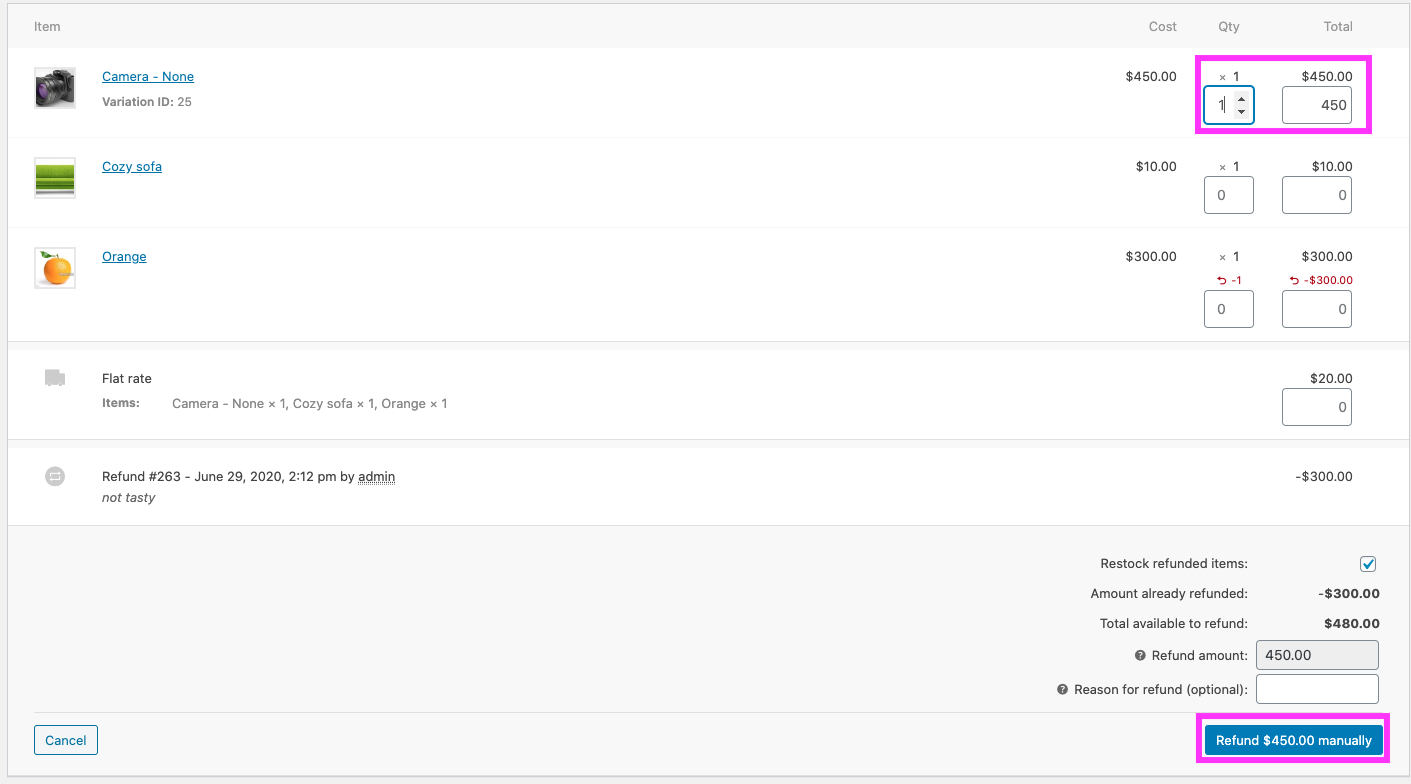 Item Cost Qty Total
Camera - None $450.00 × 1 $450.00
Variation ID: 25 1 450
Cozy sofa $10.00 × 1 $10.00
0 0
Orange $300.00 × 1 $300.00
-1 -$300.00
0 0
Flat rate $20.00
Items: Camera - None × 1, Cozy sofa × 1, Orange × 1 0
Refund #263 - June 29, 2020, 2:12 pm by admin -$300.00
not tasty
Restock refunded items:
Amount already refunded: -$300.00
Total available to refund: $480.00
? Refund amount: 450.00
? Reason for refund (optional):
Cancel Refund $450.00 manually